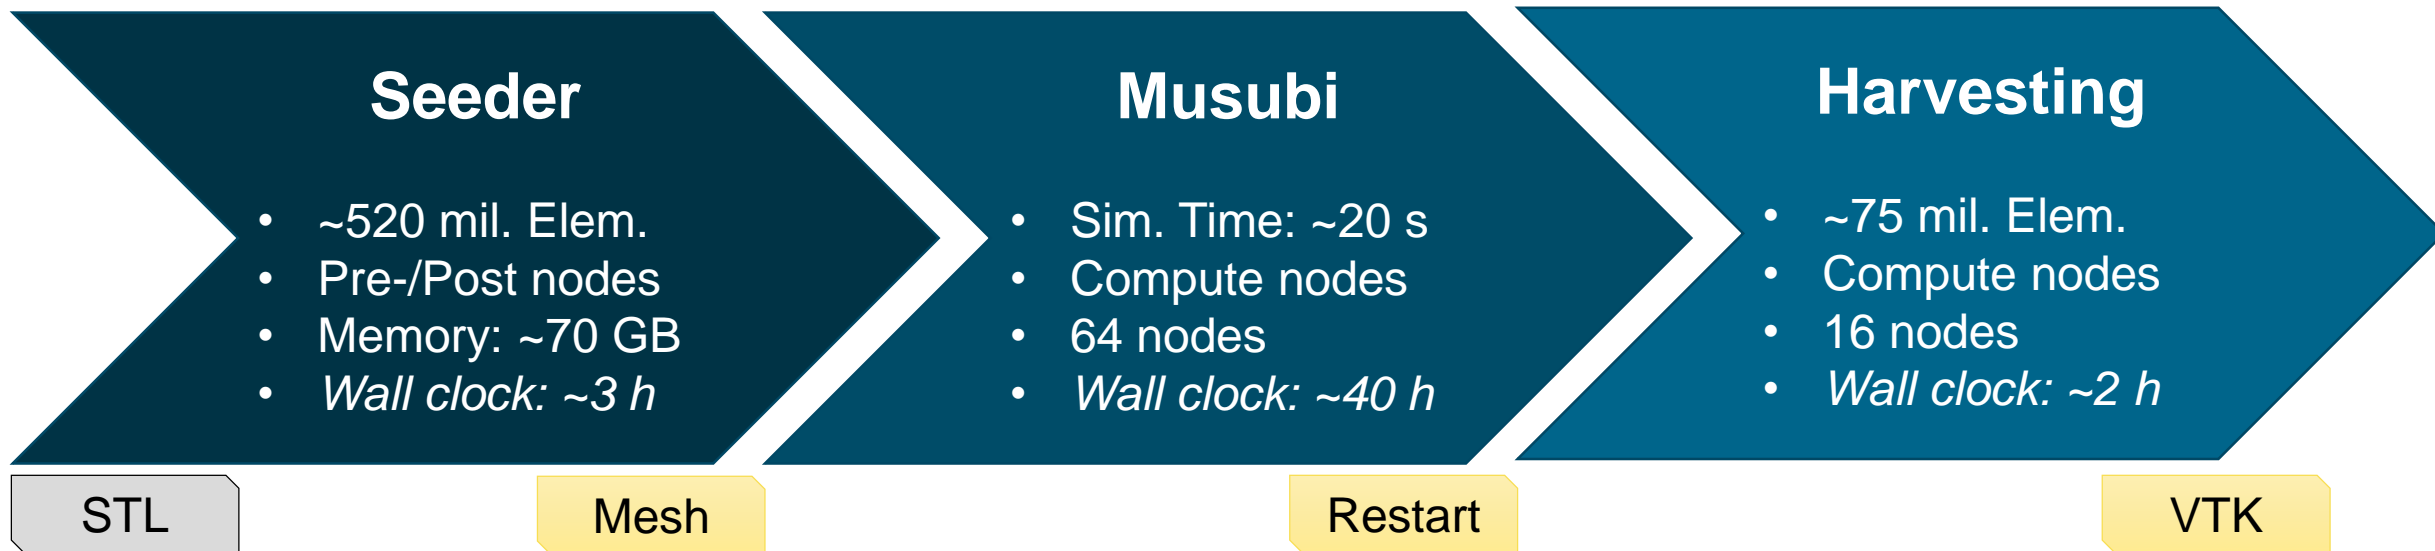 Seeder
• ~520 mil. Elem.
• Pre-/Post nodes
• Memory: ~70 GB
• Wall clock: ~3 h
Musubi
• Sim. Time: ~20 s
• Compute nodes
• 64 nodes
• Wall clock: ~40 h
Harvesting
• ~75 mil. Elem.
• Compute nodes
• 16 nodes
• Wall clock: ~2 h
STL
Mesh
Restart
VTK